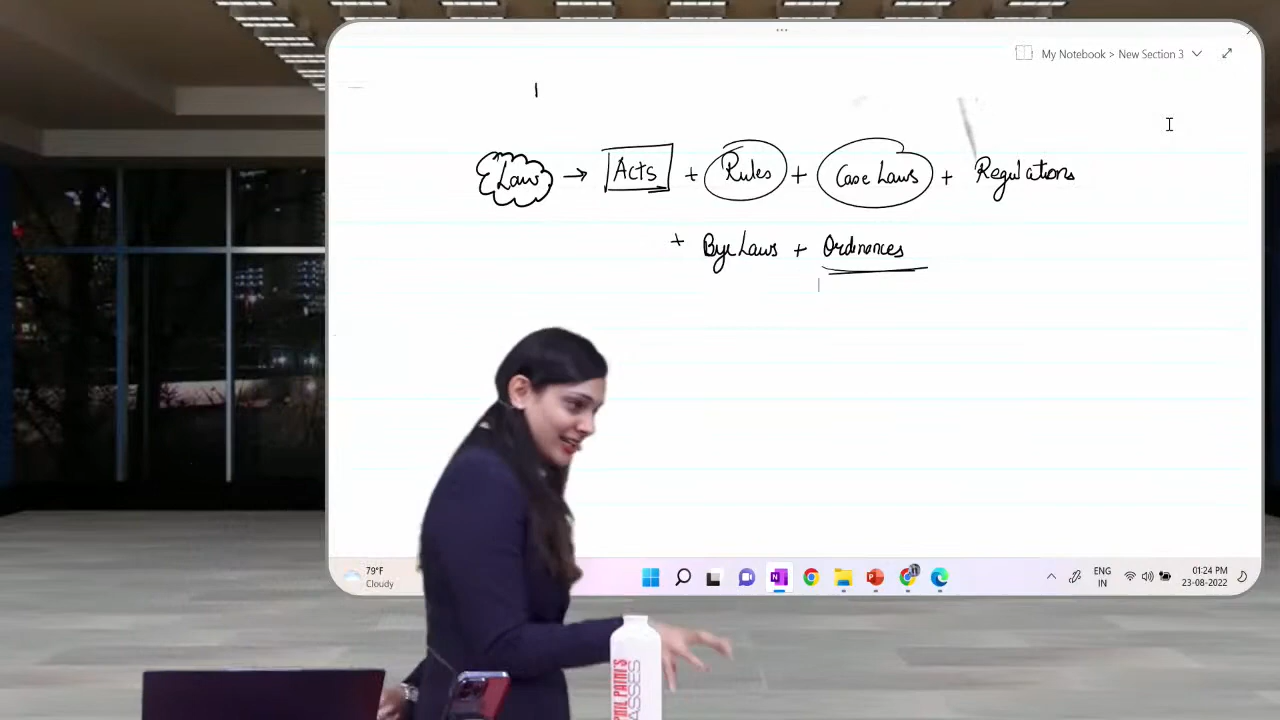 My Notebook > New Section 3
Law → Acts + Rules + Case Laws + Regulations
+ Bye Laws + Ordinances
79°F
Cloudy
ENG
IN
01:24 PM
23-08-2022